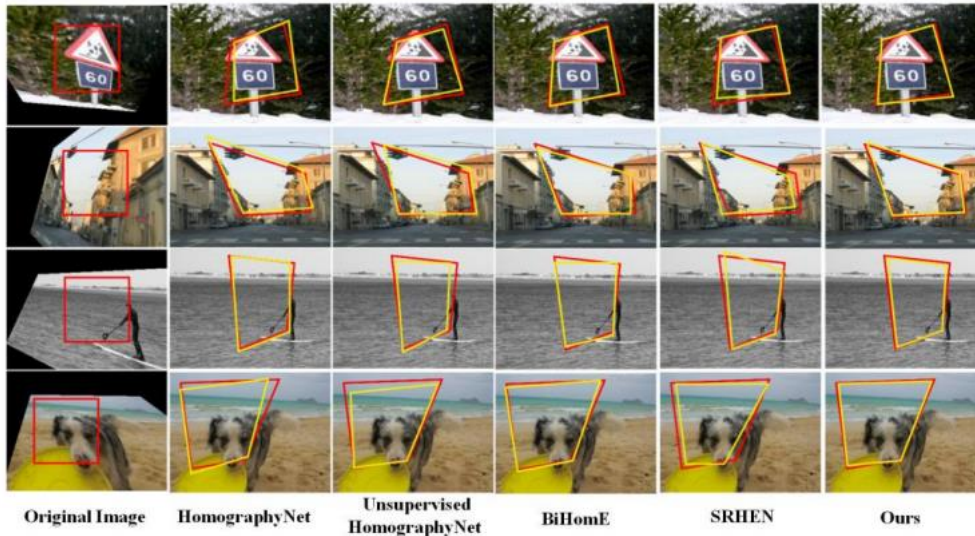 60
60
60
60
60
60
Original Image
HomographyNet
Unsupervised
HomographyNet
BiHomE
SRHEN
Ours